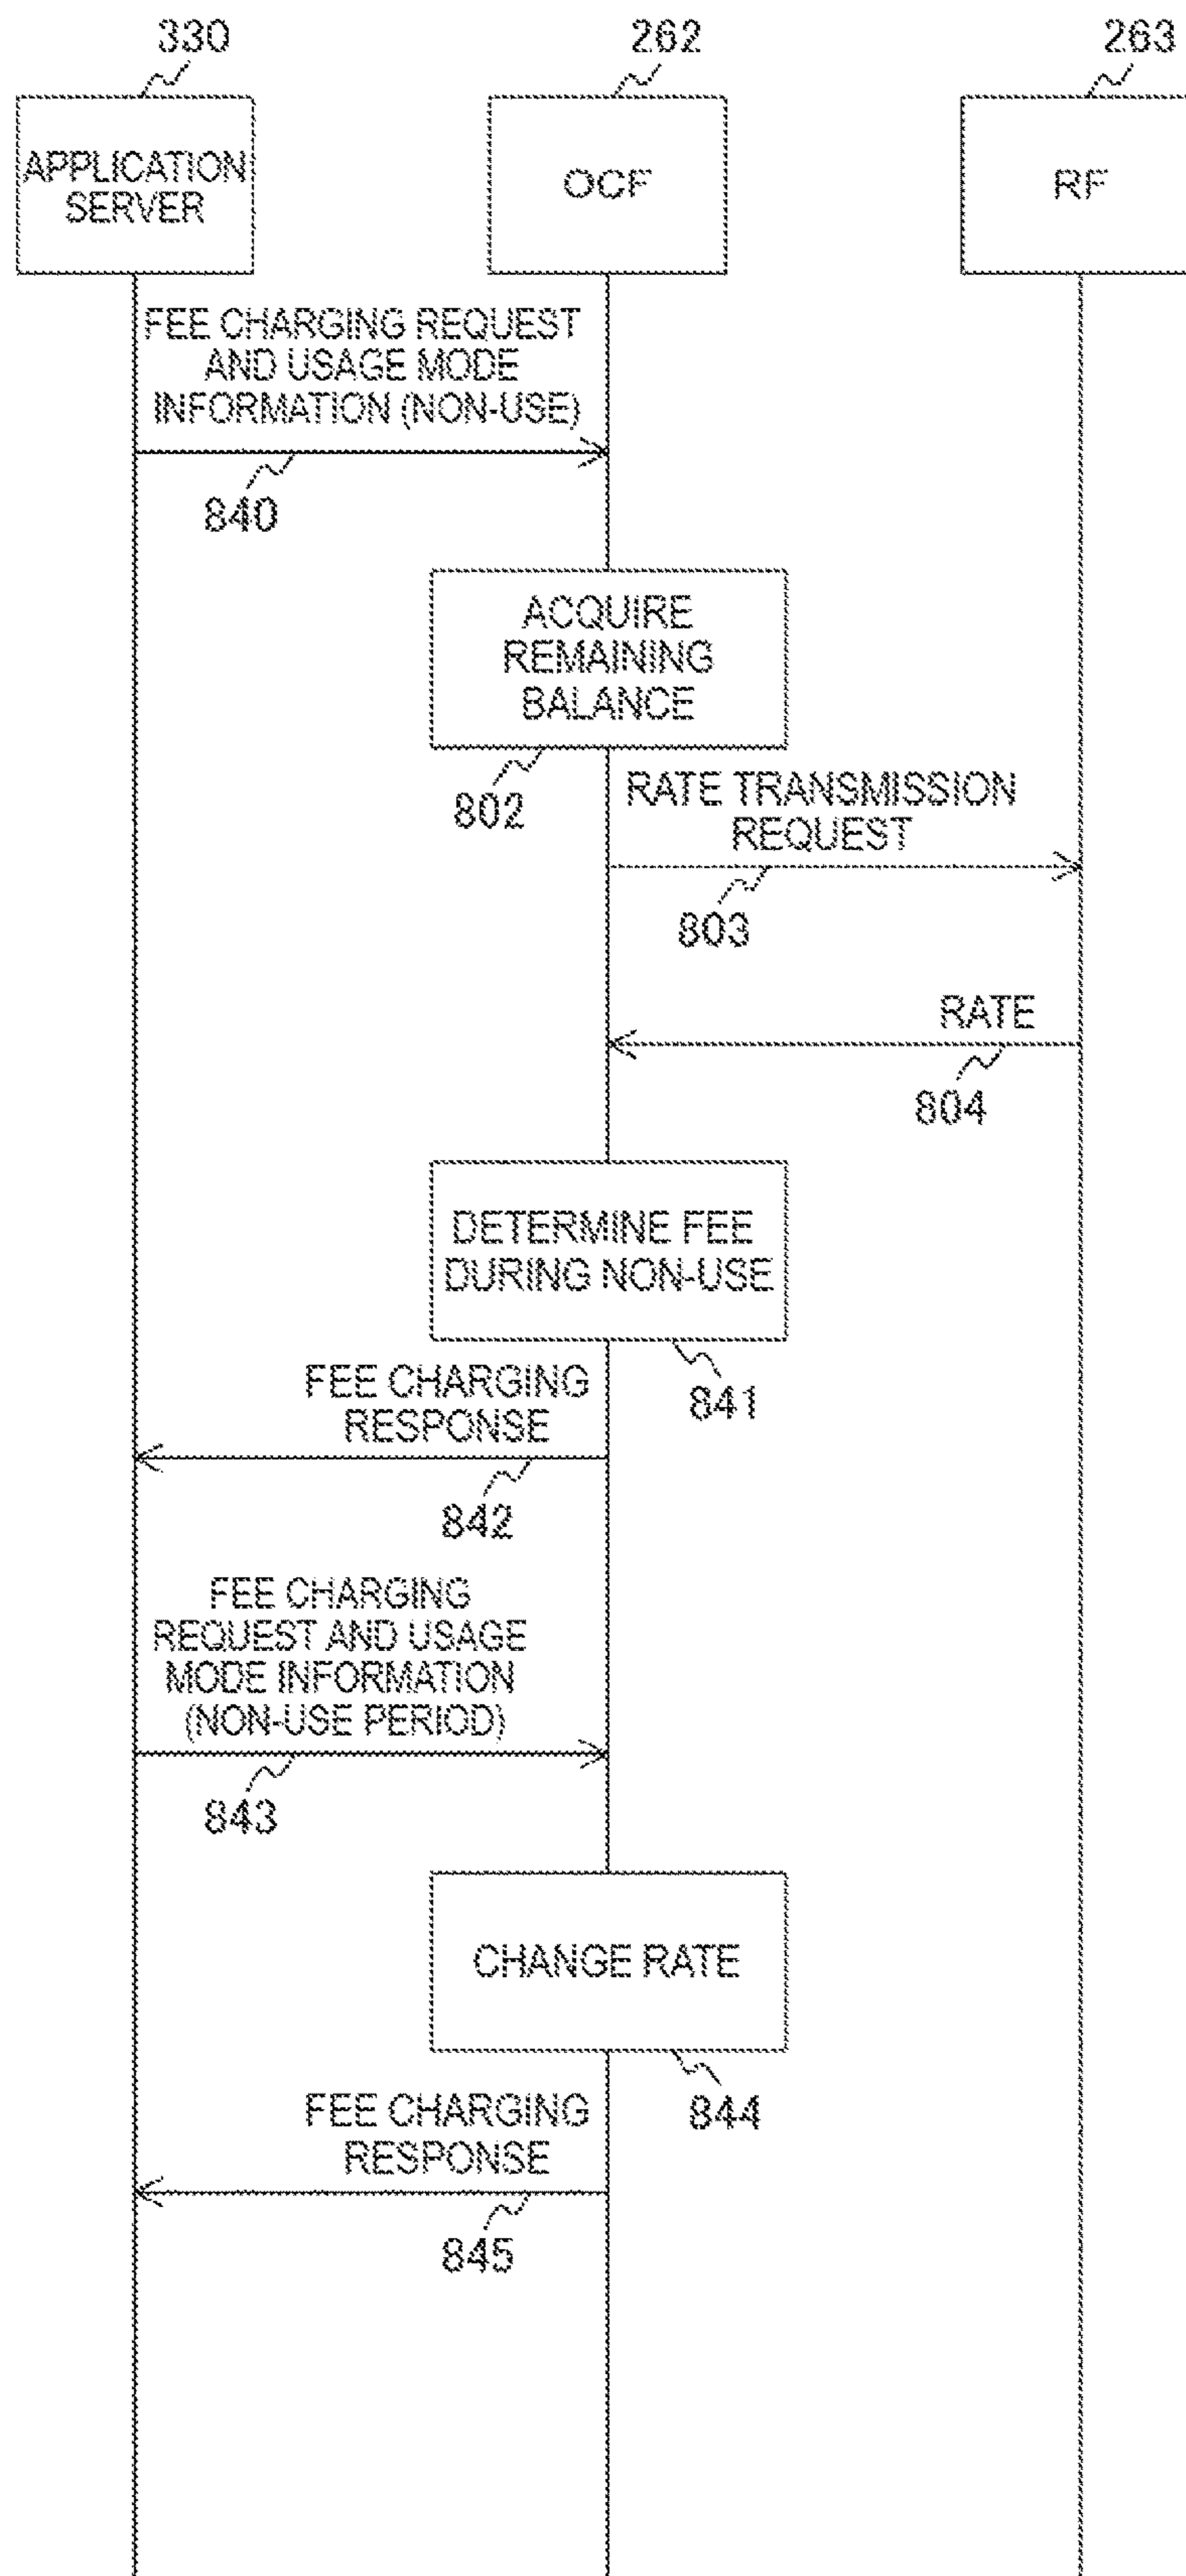 330
262
263
APPLICATION
SERVER
OCF
RF
FEE CHARGING REQUEST
AND USAGE MODE
INFORMATION (NON-USE)
840
ACQUIRE
REMAINING
BALANCE
802
RATE TRANSMISSION
REQUEST
803
RATE
804
DETERMINE FEE
DURING NON-USE
841
FEE CHARGING
RESPONSE
842
FEE CHARGING
REQUEST AND USAGE
MODE INFORMATION
(NON-USE PERIOD)
843
CHANGE RATE
844
FEE CHARGING
RESPONSE
845